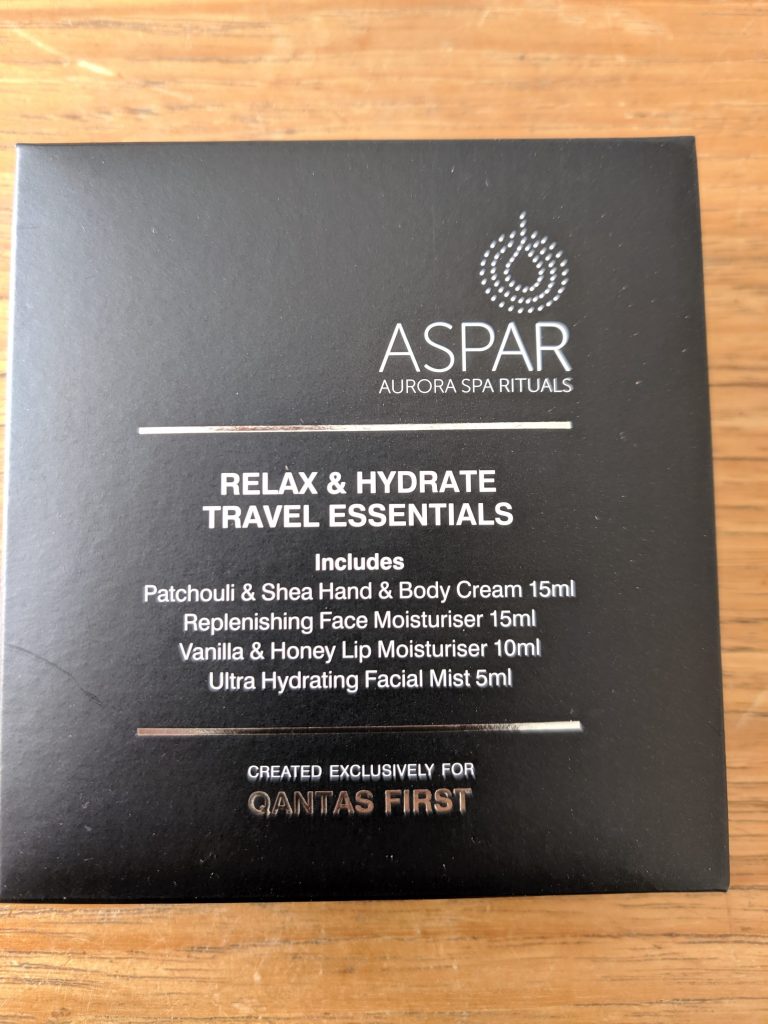 ASPAR
AURORA SPA RITUALS
RELAX & HYDRATE
TRAVEL ESSENTIALS
Includes
Patchouli & Shea Hand & Body Cream 15ml
Replenishing Face Moisturiser 15ml
Vanilla & Honey Lip Moisturiser 10ml
Ultra Hydrating Facial Mist 5ml
CREATED EXCLUSIVELY FOR
QANTAS FIRST